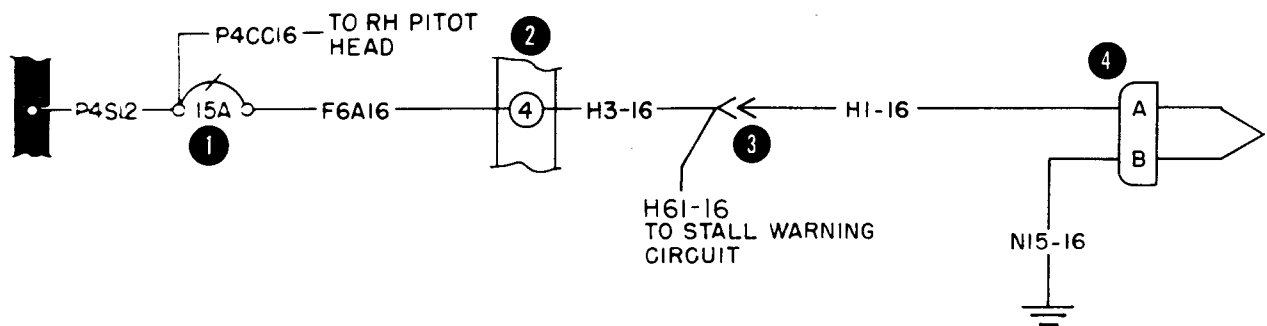 P4CC16
TO RH PITOT
HEAD
2
4
P4S12
15A
F6A16
4
H3-16
H1-16
A
1
3
B
H61-16
TO STALL WARNING
CIRCUIT
N15-16